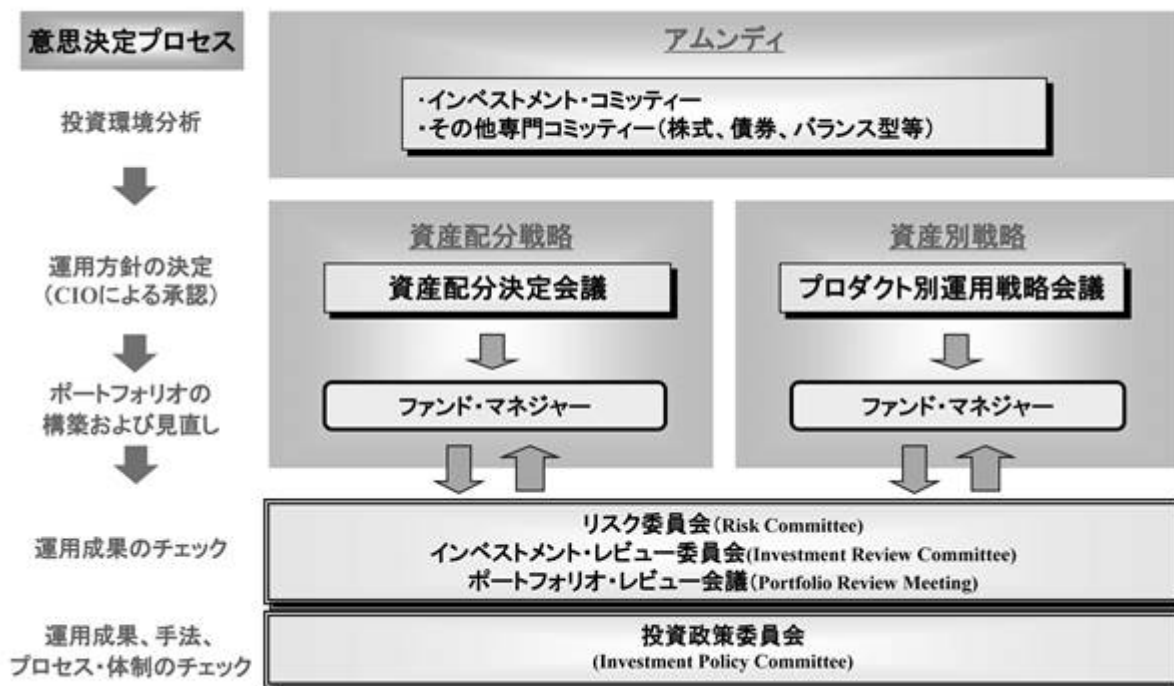 意思決定プロセス
アムンディ
投資環境分析
・インベストメント・コミッティー
・その他専門コミッティー（株式、債券、バランス型等）
運用方針の決定
（CIOによる承認）
資産配分戦略
資産配分決定会議
資産別戦略
プロダクト別運用戦略会議
ポートフォリオの
構築および見直し
ファンド・マネジャー
ファンド・マネジャー
運用成果のチェック
リスク委員会（Risk Committee）
インベストメント・レビュー委員会（Investment Review Committee）
ポートフォリオ・レビュー会議（Portfolio Review Meeting）
運用成果、手法、
プロセス・体制のチェック
投資政策委員会
(Investment Policy Committee)